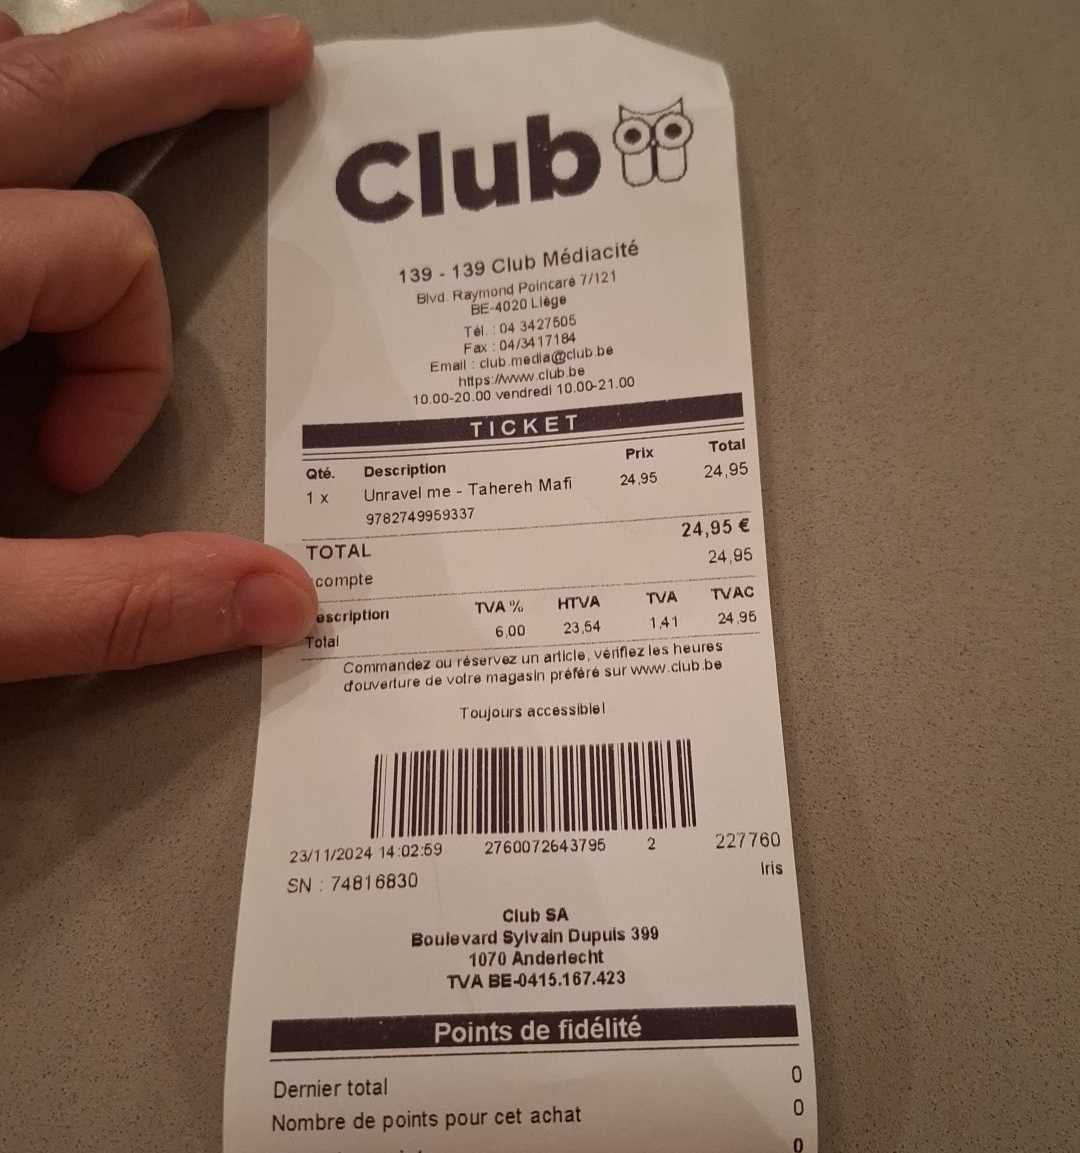 Club
139 - 139 Club Médiacité
Blvd. Raymond Poincaré 7/121
BE-4020 Liège
Tél. : 04 3427505
Fax : 04/3417184
Email : club.media@club.be
https://www.club.be
10.00-20.00 vendredi 10.00-21.00
TICKET
Qté. Description Prix Total
1 x Unravel me - Tahereh Mafi 24,95 24,95
9782749959337
TOTAL 24,95 €
compte 24,95
escription TVA % HTVA TVA TVAC
Total 6,00 23,54 1,41 24,95
Commandez ou réservez un article, vérifiez les heures
d'ouverture de votre magasin préféré sur www.club.be
Toujours accessible!
23/11/2024 14:02:59 2760072643795 2 227760
SN : 74816830 Iris
Club SA
Boulevard Sylvain Dupuis 399
1070 Anderlecht
TVA BE-0415.167.423
Points de fidélité
Dernier total 0
Nombre de points pour cet achat 0
0